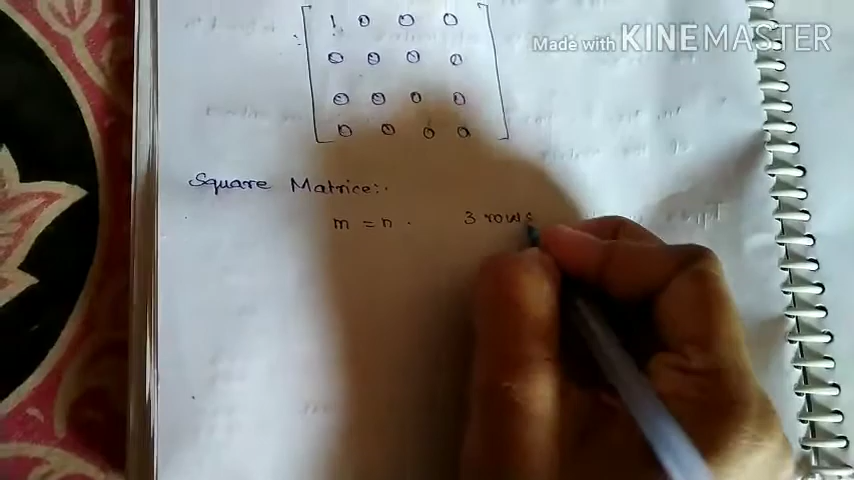 Made with KINEMASTER
1 0 0 0
0 0 0 0
0 0 0 0
0 0 0 0
Square Matrice:-
m = n . 3 rows